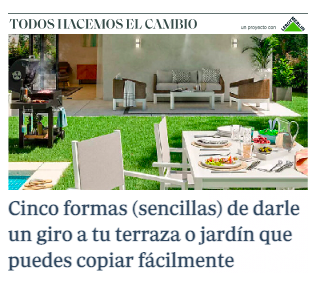 TODOS HACEMOS EL CAMBIO
un proyecto con
LEROY MERLIN
Cinco formas (sencillas) de darle
un giro a tu terraza o jardín que
puedes copiar fácilmente